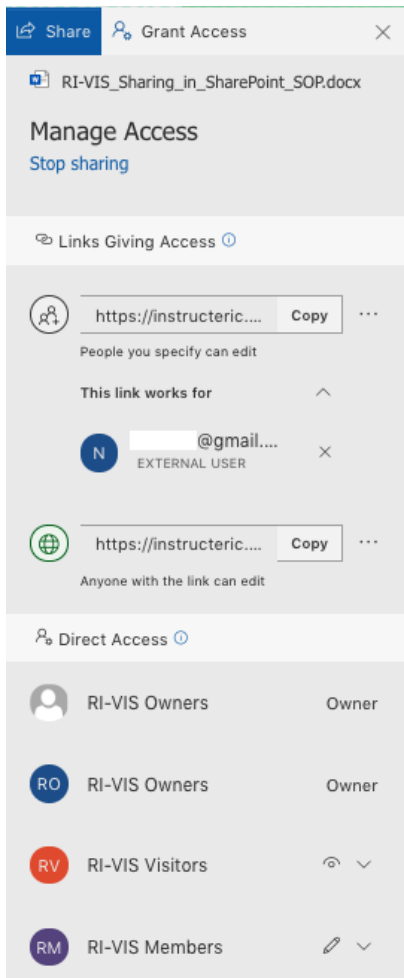 Share Grant Access
RI-VIS_Sharing_in_SharePoint_SOP.docx
Manage Access
Stop sharing
Links Giving Access
https://instructeric.... Copy
People you specify can edit
This link works for
N
@gmail....
EXTERNAL USER
https://instructeric.... Copy
Anyone with the link can edit
Direct Access
RI-VIS Owners Owner
RO RI-VIS Owners Owner
RV RI-VIS Visitors
RM RI-VIS Members